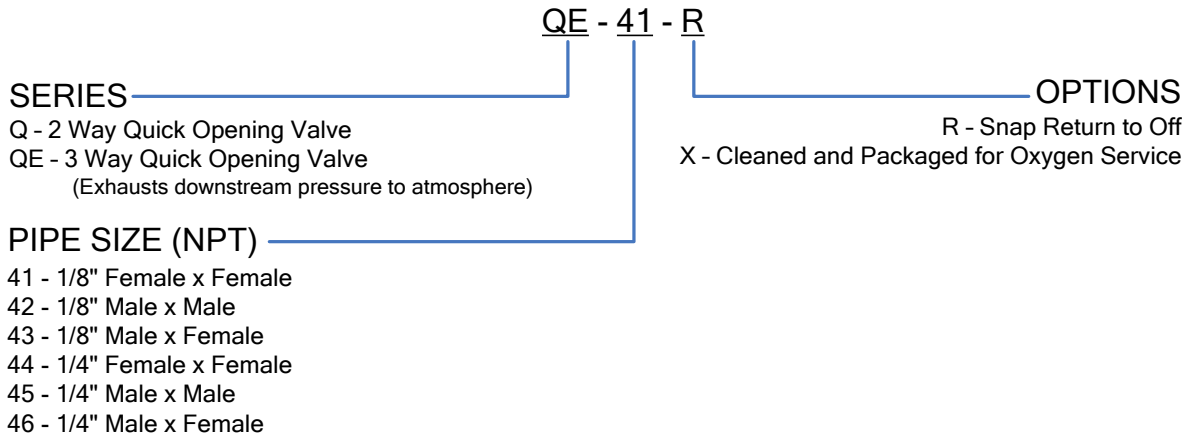 QE - 41 - R
SERIES
Q - 2 Way Quick Opening Valve
QE - 3 Way Quick Opening Valve
(Exhausts downstream pressure to atmosphere)
OPTIONS
R - Snap Return to Off
X - Cleaned and Packaged for Oxygen Service
PIPE SIZE (NPT)
41 - 1/8" Female x Female
42 - 1/8" Male x Male
43 - 1/8" Male x Female
44 - 1/4" Female x Female
45 - 1/4" Male x Male
46 - 1/4" Male x Female